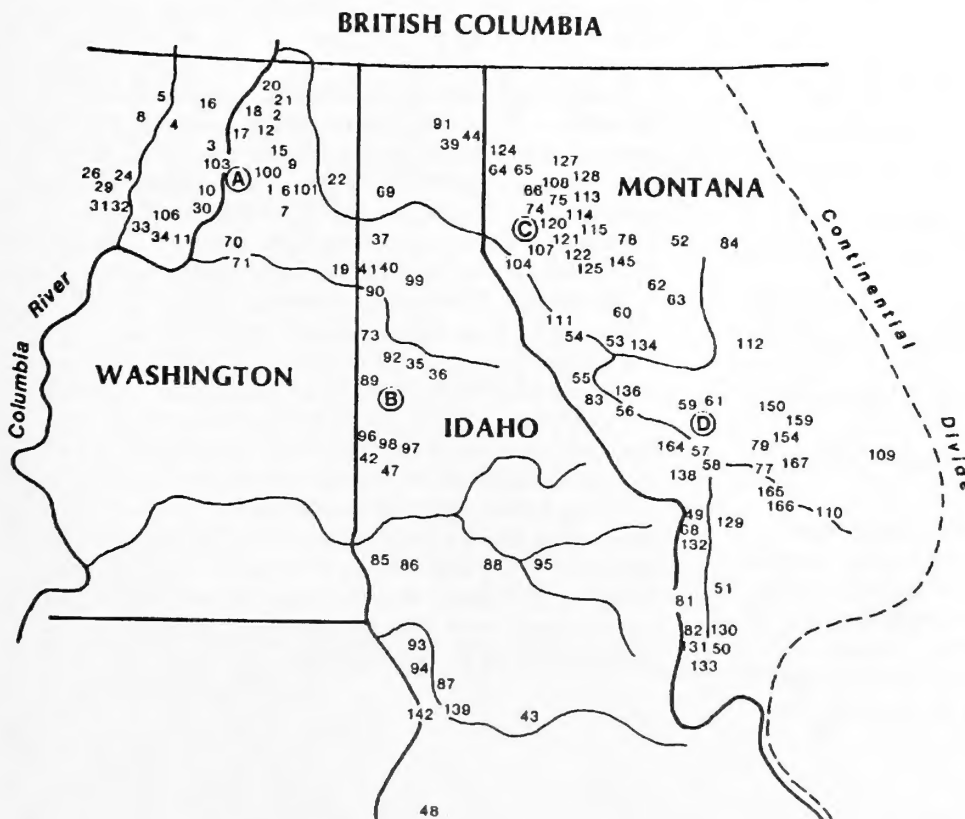 BRITISH COLUMBIA
20
5 16 21
8 4 18 2
17 12
91 44
39
3 15
124
103 A 100 9
64 65 127
26 24
29
10 1 6 101 22 69
66 108 128
MONTANA
31 32
30 7
75 113
74 114
106
C 120 115
33
34 11 70 37
107 121 78 52 84
122
71 19 41 40 99
104 125 145
90
62
63
Columbia River
111 60
73
54 53 134 112
92 35 36
WASHINGTON
89 B
55 136
83 56
59 61 150
IDAHO
D 159
96 98 97
164 57 79 154
42 47
138 58 77 167 109
165
166 110
49 129
68
132
85 86 88 95
81 51
82 130
31 50
133
93
94
87
142 139 43
48
Continential Divide